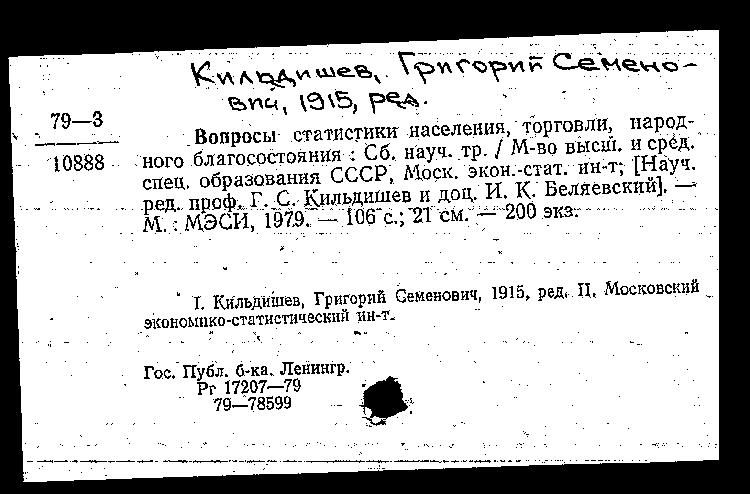 Кильдишев, Григорий Семено-
вич, 1915, ред.
79—3
10888
Вопросы статистики населения, торговли, народ-
ного благосостояния : Сб. науч. тр. / М-во высш. и сред.
спец. образования СССР, Моск. экон.-стат. ин-т; [Науч.
ред. проф. Г. С. Кильдишев и доц. И. К. Беляевский]. —
М. : МЭСИ, 1979. — 106 с.; 21 см. — 200 экз.
I. Кильдишев, Григорий Семенович, 1915, ред. II. Московский
экономико-статистический ин-т.
Гос. Публ. б-ка. Ленингр.
Рг 17207—79
79—78599